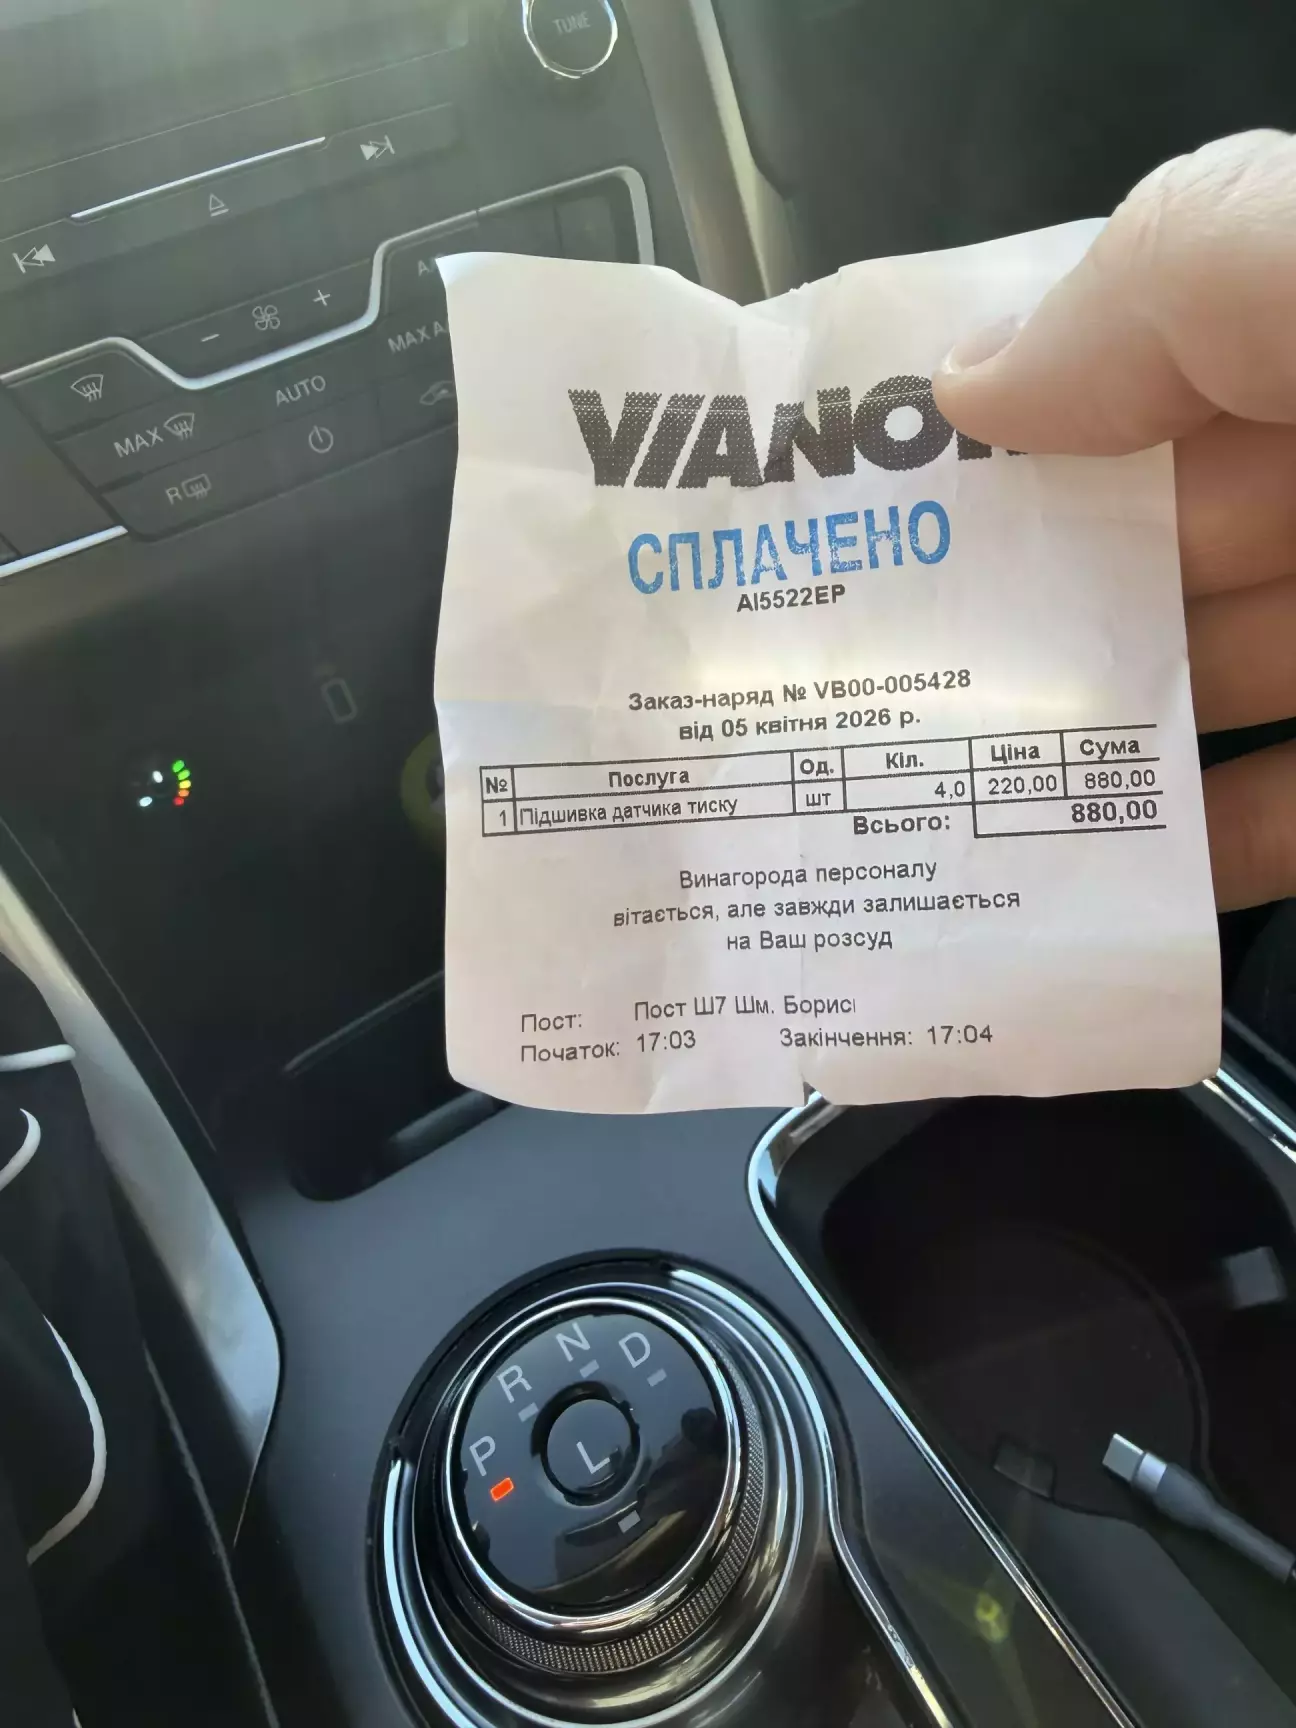 TUNE
MAX
AUTO
MAX
R
VIANO
СПЛАЧЕНО
AI5522EP
Заказ-наряд № VB00-005428
від 05 квітня 2026 р.
№ Послуга Од. Кіл. Ціна Сума
1 Підшивка датчика тиску шт 4,0 220,00 880,00
Всього: 880,00
Винагорода персоналу
вітається, але завжди залишається
на Ваш розсуд
Пост: Пост Ш7 Шм. Борис
Початок: 17:03 Закінчення: 17:04
P R N D
L